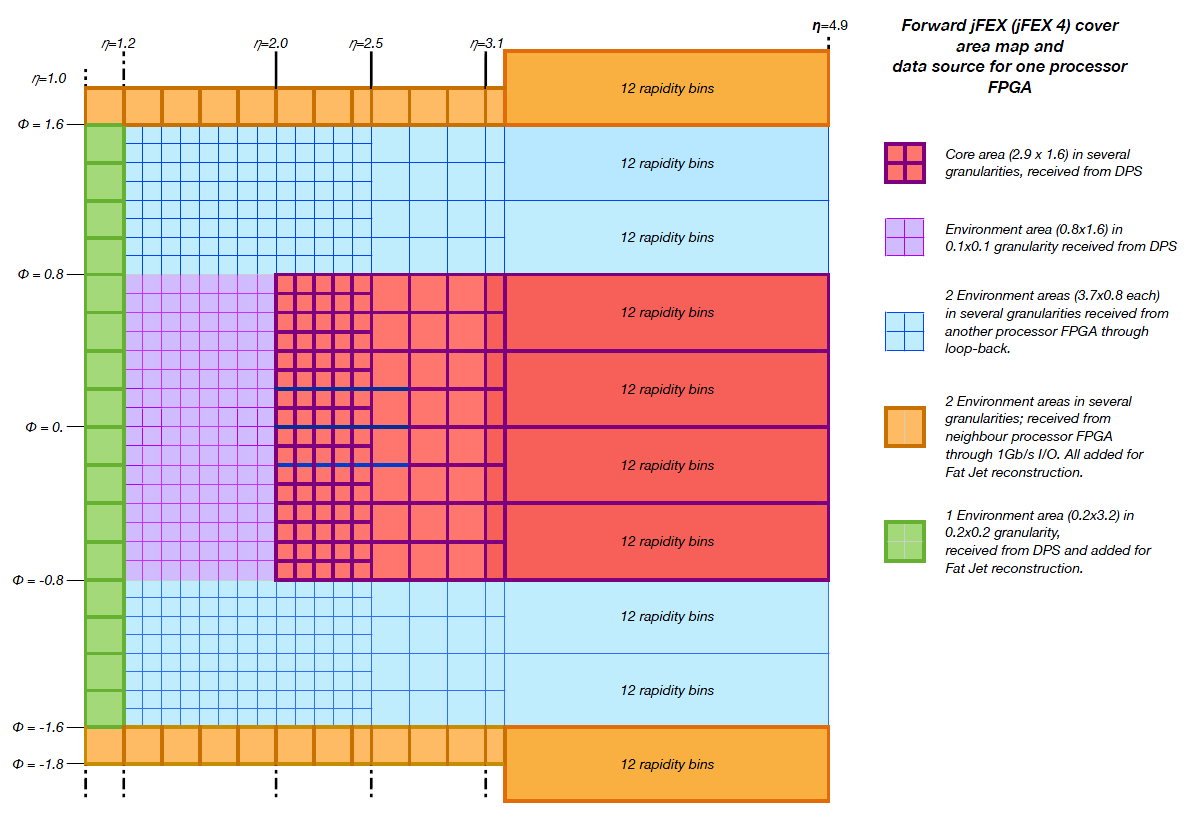 η=4.9
η=1.2
η=2.0
η=2.5
η=3.1
η=1.0
Φ = 1.6
Φ = 0.8
Φ = 0.
Φ = -0.8
Φ = -1.6
Φ = -1.8
12 rapidity bins
12 rapidity bins
12 rapidity bins
12 rapidity bins
12 rapidity bins
12 rapidity bins
12 rapidity bins
12 rapidity bins
12 rapidity bins
12 rapidity bins
Forward jFEX (jFEX 4) cover
area map and
data source for one processor
FPGA
Core area (2.9 x 1.6) in several
granularities, received from DPS
Environment area (0.8x1.6) in
0.1x0.1 granularity received from DPS
2 Environment areas (3.7x0.8 each)
in several granularities received from
another processor FPGA through
loop-back.
2 Environment areas in several
granularities; received from
neighbour processor FPGA
through 1Gb/s I/O. All added for
Fat Jet reconstruction.
1 Environment area (0.2x3.2) in
0.2x0.2 granularity,
received from DPS and added for
Fat Jet reconstruction.